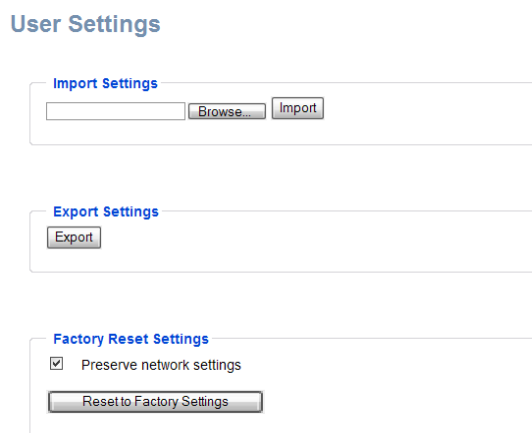 User Settings
Import Settings
Browse... Import
Export Settings
Export
Factory Reset Settings
Preserve network settings
Reset to Factory Settings